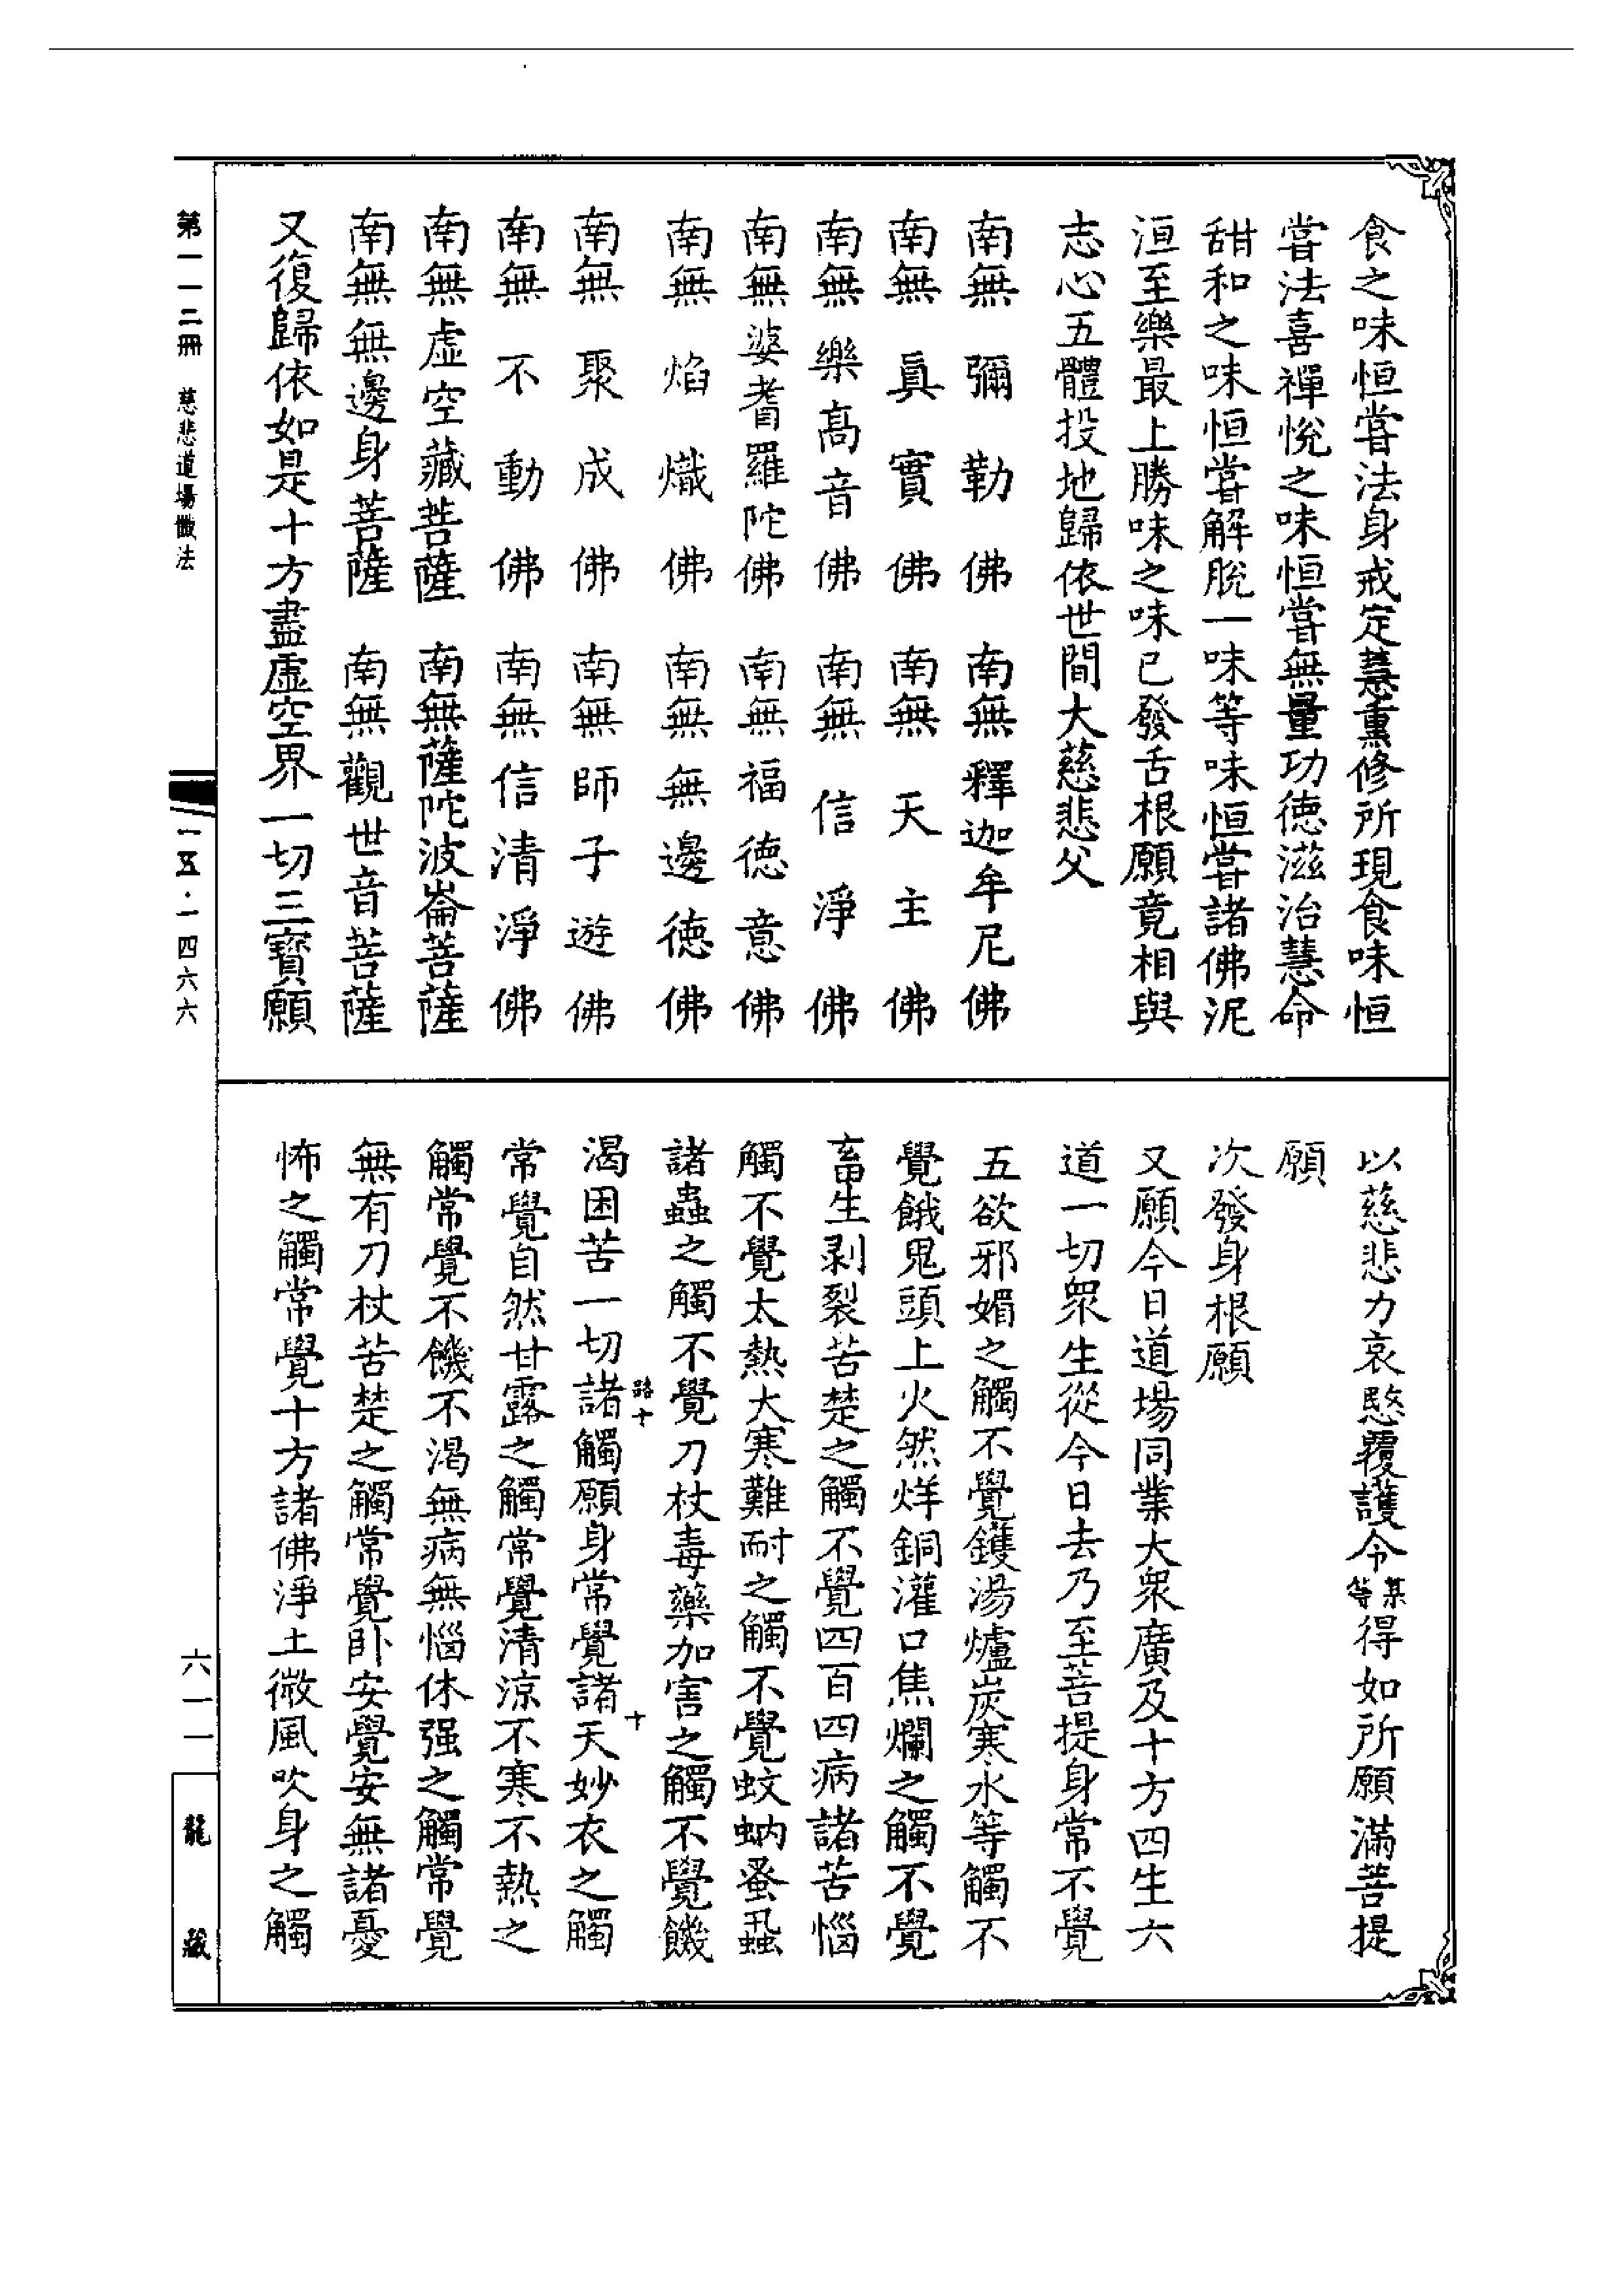 食之味恒嘗法身戒定慧熏修所現食味恒
嘗法喜禪悅之味恒嘗無量功德滋治慧命
甜和之味恒嘗解脫一味等味恒嘗諸佛泥
洹至樂最上勝味之味已發舌根願竟相與
志心五體投地歸依世間大慈悲父
南無彌勒佛 南無釋迦牟尼佛
南無眞實佛 南無天主佛
南無樂高音佛 南無信淨佛
南無婆耆羅陀佛 南無福德意佛
南無焰熾佛 南無無邊德佛
南無聚成佛 南無師子遊佛
南無不動佛 南無信清淨佛
南無虛空藏菩薩 南無薩陀波崙菩薩
南無無邊身菩薩 南無觀世音菩薩
又復歸依如是十方盡虛空界一切三寶願
以慈悲力哀愍覆護令某等得如所願滿菩提
願
次發身根願
又願今日道場同業大眾廣及十方四生六
道一切眾生從今日去乃至菩提身常不覺
五欲邪媚之觸不覺鑊湯爐炭寒水等觸不
覺餓鬼頭上火然烊銅灌口焦爛之觸不覺
畜生剥裂苦楚之觸不覺四百四病諸苦惱
觸不覺太熱大寒難耐之觸不覺蚊蚋蚤蝨
諸蟲之觸不覺刀杖毒藥加害之觸不覺饑
渴困苦一切諸觸願身常覺諸天妙衣之觸
路十
十
常覺自然甘露之觸常覺清涼不寒不熱之
觸常覺不饑不渴無病無惱休强之觸常覺
無有刀杖苦楚之觸常覺卧安覺安無諸憂
怖之觸常覺十方諸佛淨土微風吹身之觸
第一一二冊 慈悲道場懺法
一五·一四六六
六一一
龍藏